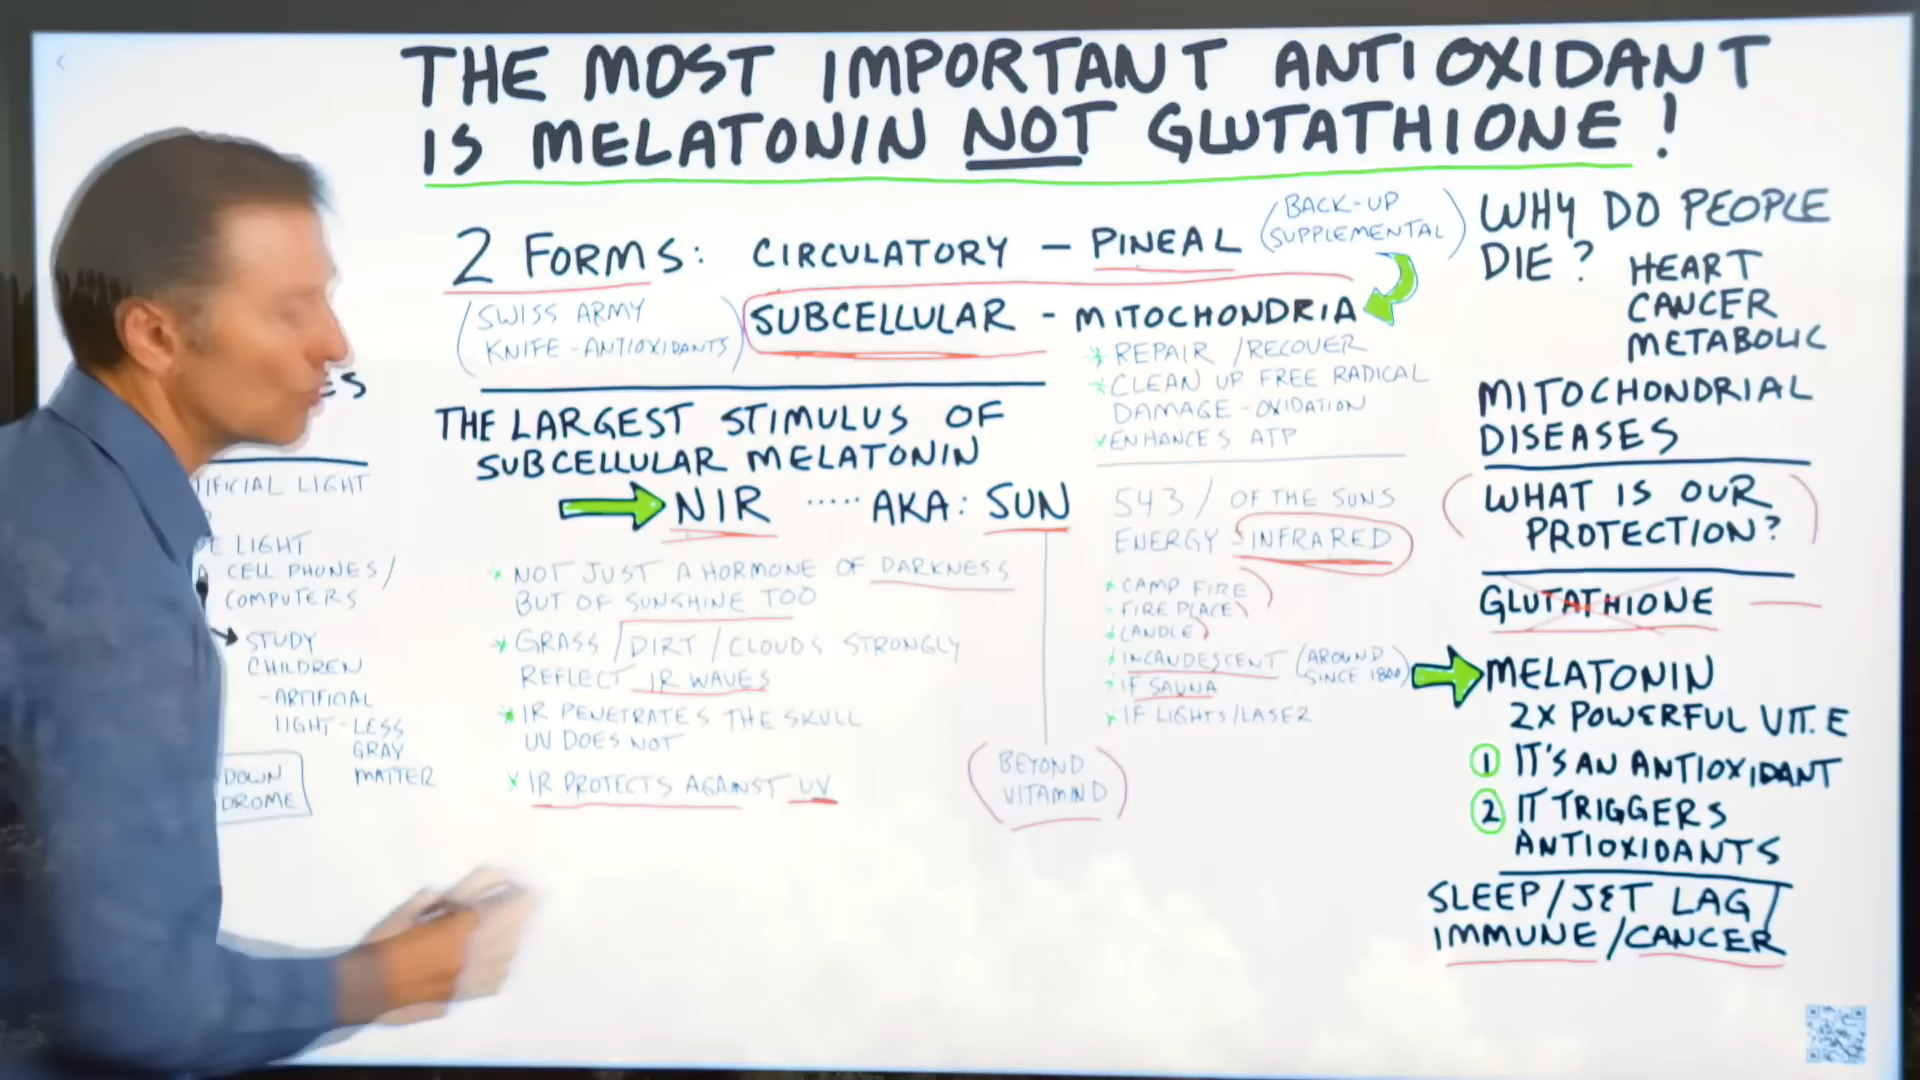 THE MOST IMPORTANT ANTIOXIDANT
IS MELATONIN NOT GLUTATHIONE!
2 FORMS: CIRCULATORY - PINEAL
(BACK-UP
SUPPLEMENTAL)
(SWISS ARMY
KNIFE - ANTIOXIDANTS)
SUBCELLULAR - MITOCHONDRIA
* REPAIR / RECOVER
* CLEAN UP FREE RADICAL
DAMAGE - OXIDATION
ENHANCES ATP
THE LARGEST STIMULUS OF
SUBCELLULAR MELATONIN
NIR ..... AKA: SUN
* NOT JUST A HORMONE OF DARKNESS
BUT OF SUNSHINE TOO
* GRASS / DIRT / CLOUDS STRONGLY
REFLECT IR WAVES
* IR PENETRATES THE SKULL
UV DOES NOT
* IR PROTECTS AGAINST UV
(BEYOND
VITAMIN D)
OF THE SUNS
ENERGY - INFRARED
CAMP FIRE
FIRE PLACE
CANDLE
INCANDESCENT (AROUND
SINCE 1800)
IF SAUNA
IF LIGHTS/LASER
LIGHT
LIGHT
CELL PHONES/
COMPUTERS
STUDY
CHILDREN
- ARTIFICIAL
LIGHT - LESS
GRAY
MATTER
DOWN
DROME
WHY DO PEOPLE
DIE? HEART
CANCER
METABOLIC
MITOCHONDRIAL
DISEASES
(WHAT IS OUR
PROTECTION?)
GLUTATHIONE
MELATONIN
2X POWERFUL VIT. E
1 IT'S AN ANTIOXIDANT
2 IT TRIGGERS
ANTIOXIDANTS
SLEEP/JET LAG/
IMMUNE/CANCER